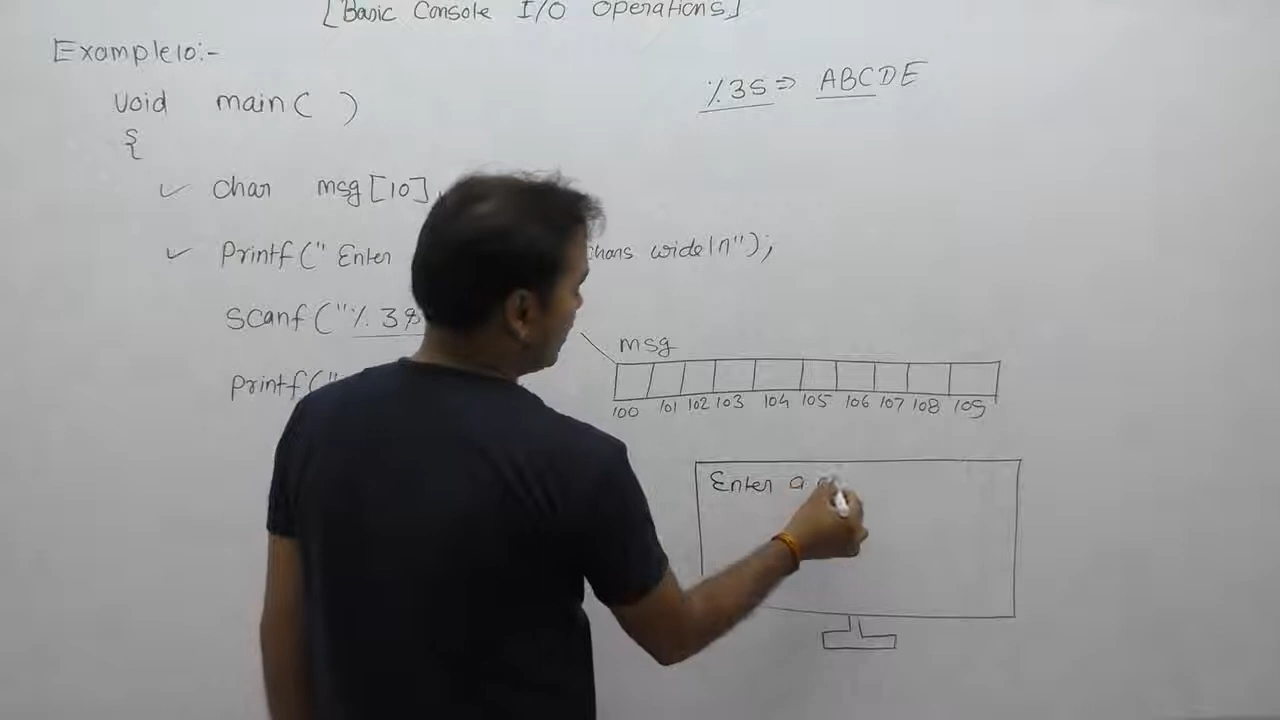 [Basic Console I/O Operations]
Example10:-
%3s => ABCDE
void main( )
{
✓ char msg[10]
✓ printf(" Enter chars wide\n");
scanf("%3s
msg
printf("
100 101 102 103 104 105 106 107 108 109
Enter a